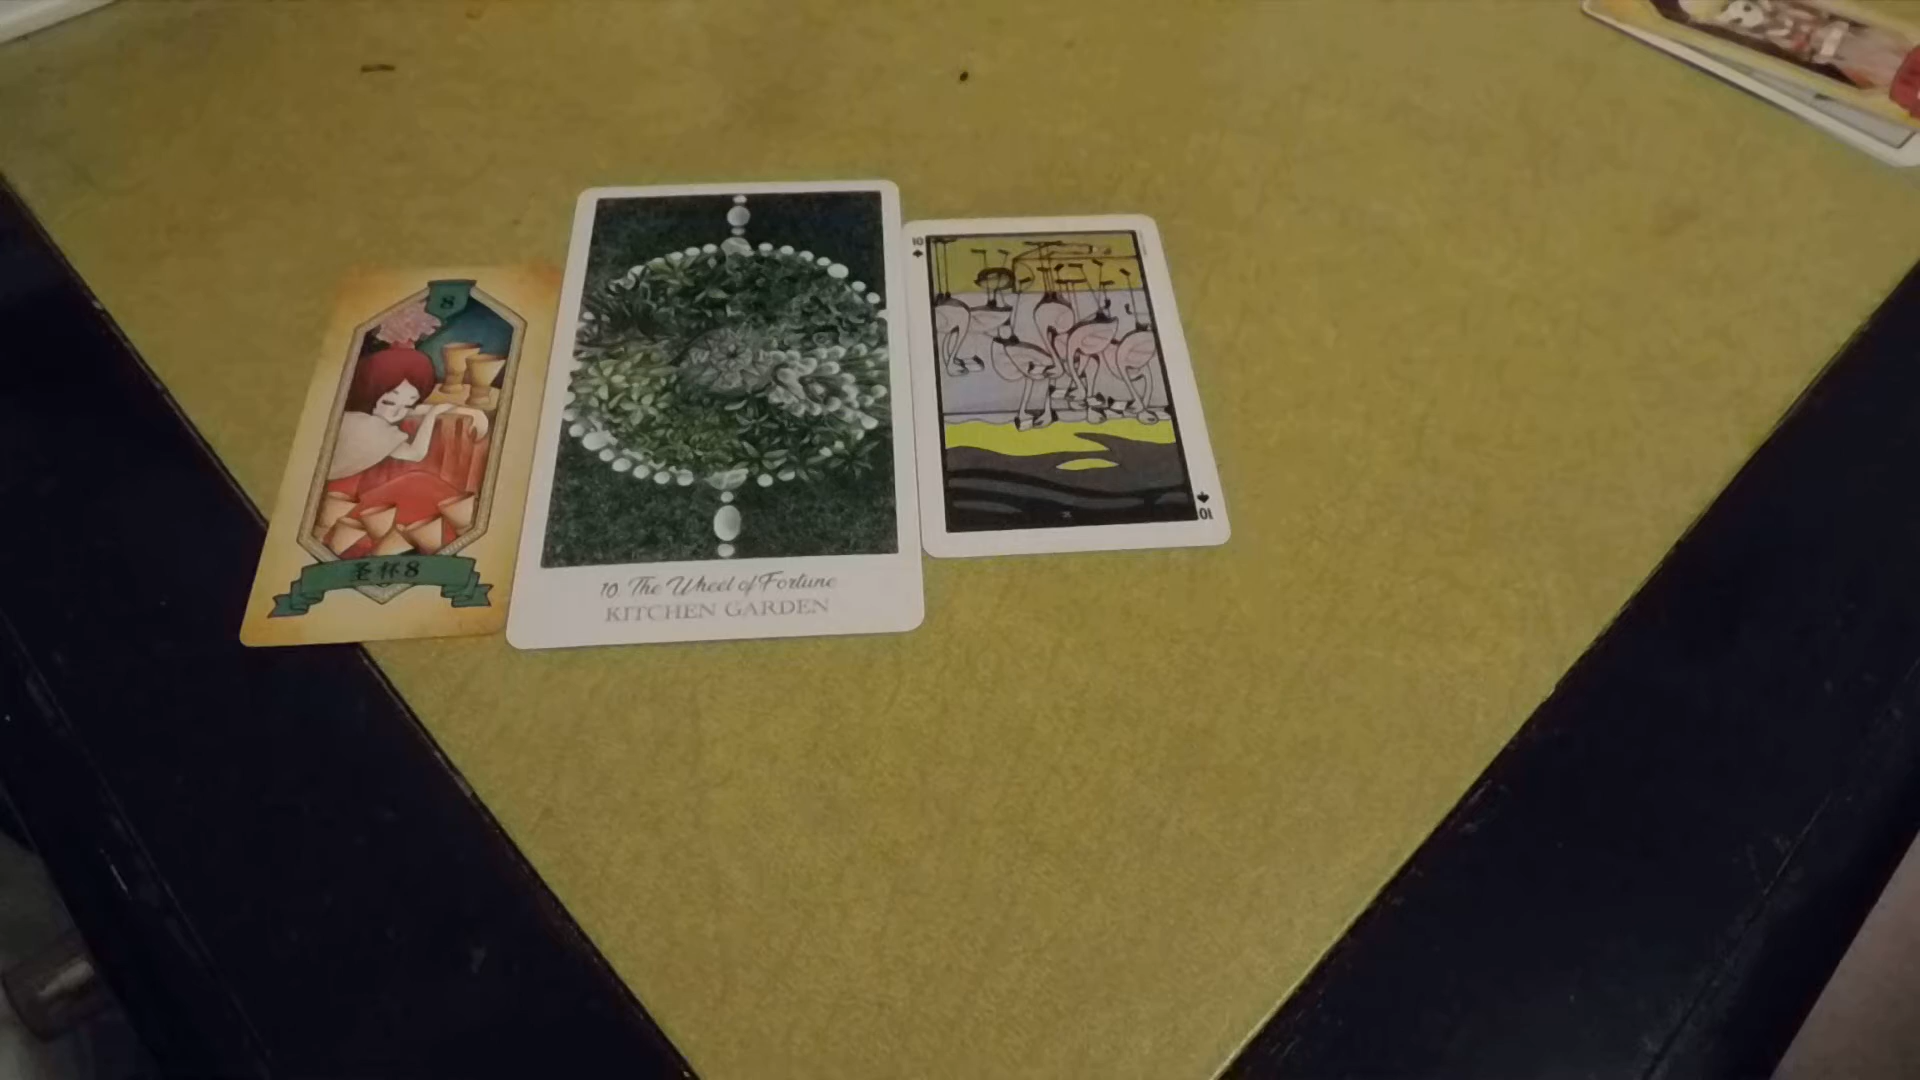 8
圣杯8
10. The Wheel of Fortune
KITCHEN GARDEN
10
10